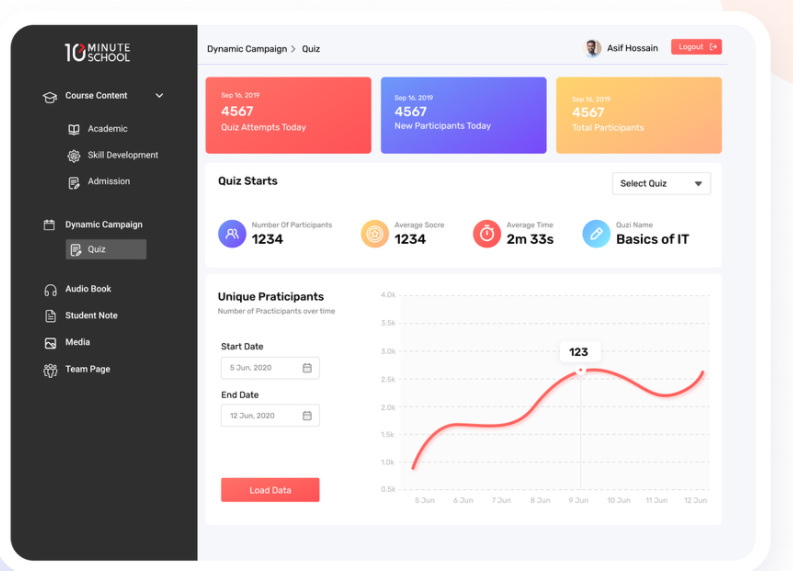 10 MINUTE
SCHOOL
Dynamic Campaign > Quiz
Asif Hossain
Logout
Course Content
Academic
Skill Development
Admission
Dynamic Campaign
Quiz
Audio Book
Student Note
Media
Team Page
Sep 16, 2019
4567
Quiz Attempts Today
Sep 16, 2019
4567
New Participants Today
Sep 16, 2019
4567
Total Participants
Quiz Starts
Select Quiz
Number Of Participants
1234
Average Socre
1234
Average Time
2m 33s
Quzi Name
Basics of IT
Unique Praticipants
Number of Practicipants over time
Start Date
5 Jun, 2020
End Date
12 Jun, 2020
Load Data
4.0k
3.5k
3.0k
2.5k
2.0k
1.5k
1.0k
0.5k
123
5 Jun 6 Jun 7 Jun 8 Jun 9 Jun 10 Jun 11 Jun 12 Jun